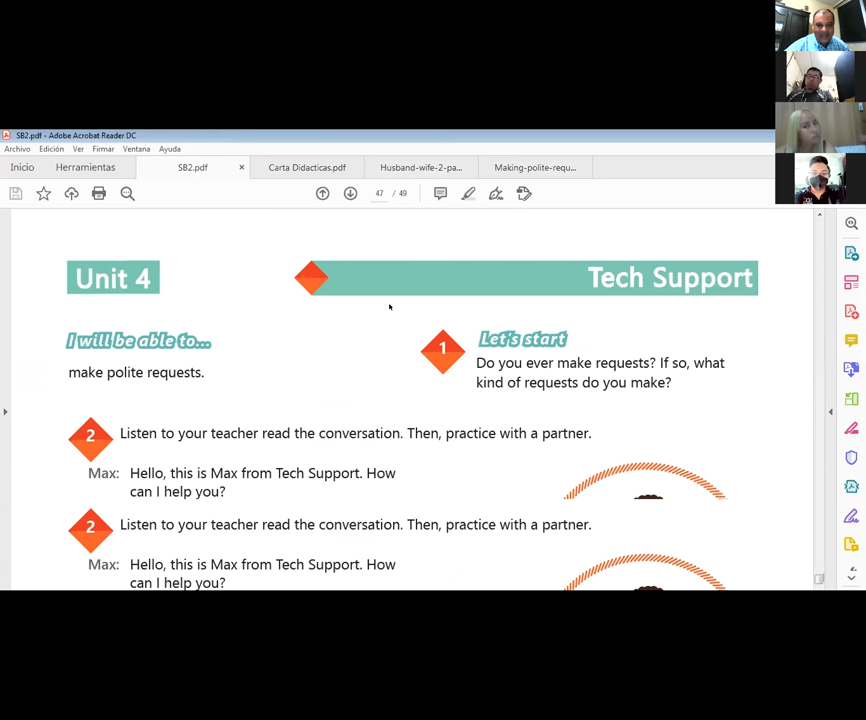 SB2.pdf - Adobe Acrobat Reader DC
Archivo Edición Ver Firmar Ventana Ayuda
Inicio Herramientas SB2.pdf × Carta Didacticas.pdf Husband-wife-2-pa... Making-polite-requ...
47 / 49
Unit 4
Tech Support
I will be able to...
make polite requests.
1 Let's start
Do you ever make requests? If so, what
kind of requests do you make?
2 Listen to your teacher read the conversation. Then, practice with a partner.
Max: Hello, this is Max from Tech Support. How
can I help you?
2 Listen to your teacher read the conversation. Then, practice with a partner.
Max: Hello, this is Max from Tech Support. How
can I help you?